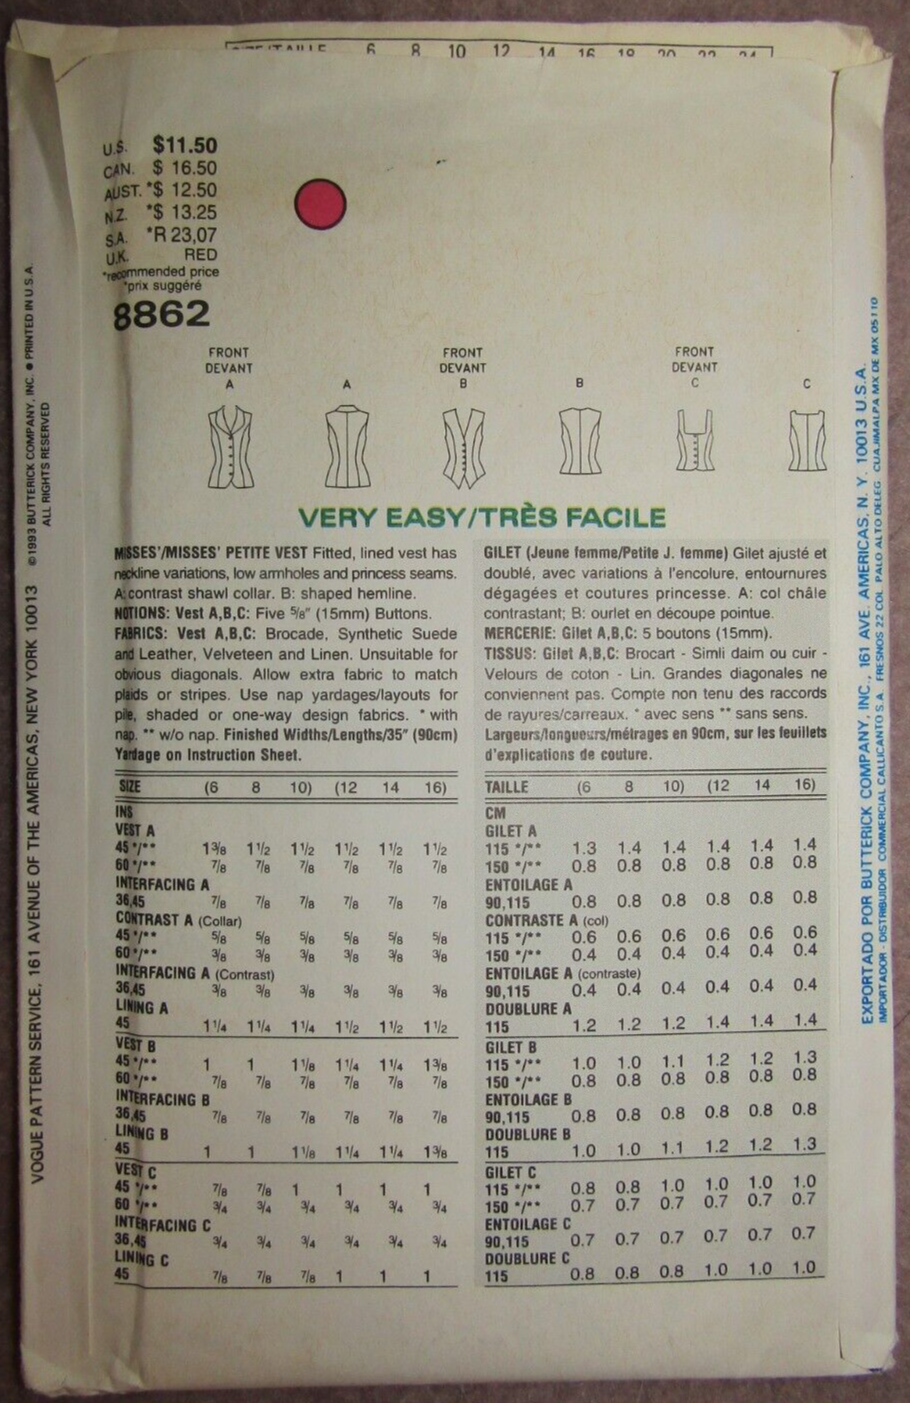 SIZE/TAILLE 6 8 10 12 14 16 18 20 22 24
U.S. $11.50
CAN. $ 16.50
AUST. *$ 12.50
N.Z. *$ 13.25
S.A. *R 23,07
U.K. RED
*recommended price
*prix suggéré
8862
FRONT DEVANT A
A
FRONT DEVANT B
B
FRONT DEVANT C
C
VERY EASY/TRÈS FACILE
MISSES'/MISSES' PETITE VEST Fitted, lined vest has
neckline variations, low armholes and princess seams.
A: contrast shawl collar. B: shaped hemline.
NOTIONS: Vest A,B,C: Five 5/8" (15mm) Buttons.
FABRICS: Vest A,B,C: Brocade, Synthetic Suede
and Leather, Velveteen and Linen. Unsuitable for
obvious diagonals. Allow extra fabric to match
plaids or stripes. Use nap yardages/layouts for
pile, shaded or one-way design fabrics. * with
nap. ** w/o nap. Finished Widths/Lengths/35" (90cm)
Yardage on Instruction Sheet.
SIZE (6 8 10) (12 14 16)
INS
VEST A
45*/** 1 3/8 1 1/2 1 1/2 1 1/2 1 1/2 1 1/2
60*/** 7/8 7/8 7/8 7/8 7/8 7/8
INTERFACING A
36,45 7/8 7/8 7/8 7/8 7/8 7/8
CONTRAST A (Collar)
45*/** 5/8 5/8 5/8 5/8 5/8 5/8
60*/** 3/8 3/8 3/8 3/8 3/8 3/8
INTERFACING A (Contrast)
36,45 3/8 3/8 3/8 3/8 3/8 3/8
LINING A
45 1 1/4 1 1/4 1 1/4 1 1/2 1 1/2 1 1/2
VEST B
45*/** 1 1 1 1/8 1 1/4 1 1/4 1 3/8
60*/** 7/8 7/8 7/8 7/8 7/8 7/8
INTERFACING B
36,45 7/8 7/8 7/8 7/8 7/8 7/8
LINING B
45 1 1 1 1/8 1 1/4 1 1/4 1 3/8
VEST C
45*/** 7/8 7/8 1 1 1 1
60*/** 3/4 3/4 3/4 3/4 3/4 3/4
INTERFACING C
36,45 3/4 3/4 3/4 3/4 3/4 3/4
LINING C
45 7/8 7/8 7/8 1 1 1
GILET (Jeune femme/Petite J. femme) Gilet ajusté et
doublé, avec variations à l'encolure, entournures
dégagées et coutures princesse. A: col châle
contrastant; B: ourlet en découpe pointue.
MERCERIE: Gilet A,B,C: 5 boutons (15mm).
TISSUS: Gilet A,B,C: Brocart - Simli daim ou cuir -
Velours de coton - Lin. Grandes diagonales ne
conviennent pas. Compte non tenu des raccords
de rayures/carreaux. * avec sens ** sans sens.
Largeurs/longueurs/métrages en 90cm, sur les feuillets
d'explications de couture.
TAILLE (6 8 10) (12 14 16)
CM
GILET A
115 */** 1.3 1.4 1.4 1.4 1.4 1.4
150 */** 0.8 0.8 0.8 0.8 0.8 0.8
ENTOILAGE A
90,115 0.8 0.8 0.8 0.8 0.8 0.8
CONTRASTE A (col)
115 */** 0.6 0.6 0.6 0.6 0.6 0.6
150 */** 0.4 0.4 0.4 0.4 0.4 0.4
ENTOILAGE A (contraste)
90,115 0.4 0.4 0.4 0.4 0.4 0.4
DOUBLURE A
115 1.2 1.2 1.2 1.4 1.4 1.4
GILET B
115 */** 1.0 1.0 1.1 1.2 1.2 1.3
150 */** 0.8 0.8 0.8 0.8 0.8 0.8
ENTOILAGE B
90,115 0.8 0.8 0.8 0.8 0.8 0.8
DOUBLURE B
115 1.0 1.0 1.1 1.2 1.2 1.3
GILET C
115 */** 0.8 0.8 1.0 1.0 1.0 1.0
150 */** 0.7 0.7 0.7 0.7 0.7 0.7
ENTOILAGE C
90,115 0.7 0.7 0.7 0.7 0.7 0.7
DOUBLURE C
115 0.8 0.8 0.8 1.0 1.0 1.0
VOGUE PATTERN SERVICE, 161 AVENUE OF THE AMERICAS, NEW YORK 10013 ©1993 BUTTERICK COMPANY, INC. ● PRINTED IN U.S.A.
ALL RIGHTS RESERVED
EXPORTADO POR BUTTERICK COMPANY, INC., 161 AVE. AMERICAS, N. Y. 10013 U.S.A.
IMPORTADOR - DISTRIBUIDOR COMMERCIAL CALLICANTO S.A. FRESNOS 22 COL. PALO ALTO DELEG. CUAJIMALPA MX DE MX 05110